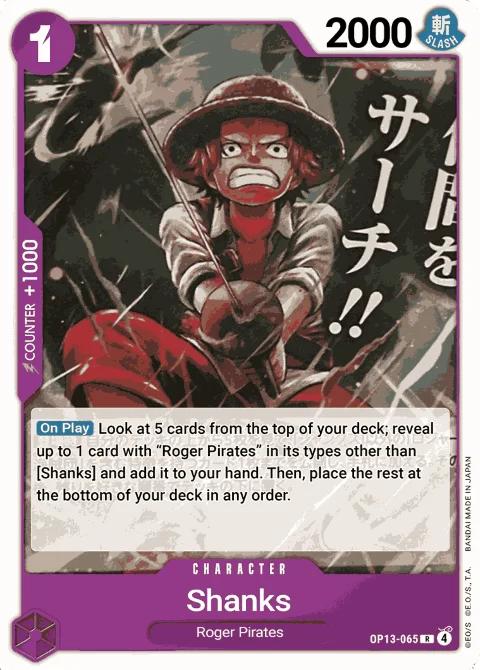 1
2000
斬
SLASH
サーチ!!
仲間を
COUNTER +1000
On Play Look at 5 cards from the top of your deck; reveal
up to 1 card with “Roger Pirates” in its types other than
[Shanks] and add it to your hand. Then, place the rest at
the bottom of your deck in any order.
CHARACTER
Shanks
Roger Pirates
OP13-065 R 4
©EO/S ©E.O./S.,T.A. BANDAI MADE IN JAPAN